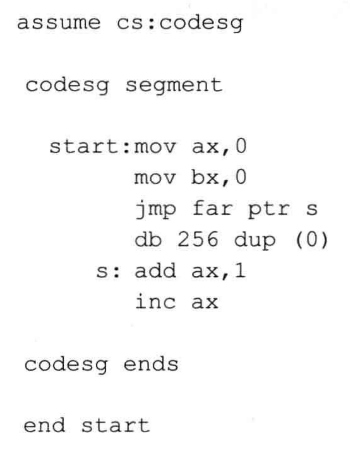 assume cs:codesg
codesg segment
start:mov ax,0
mov bx,0
jmp far ptr s
db 256 dup (0)
s: add ax,1
inc ax
codesg ends
end start